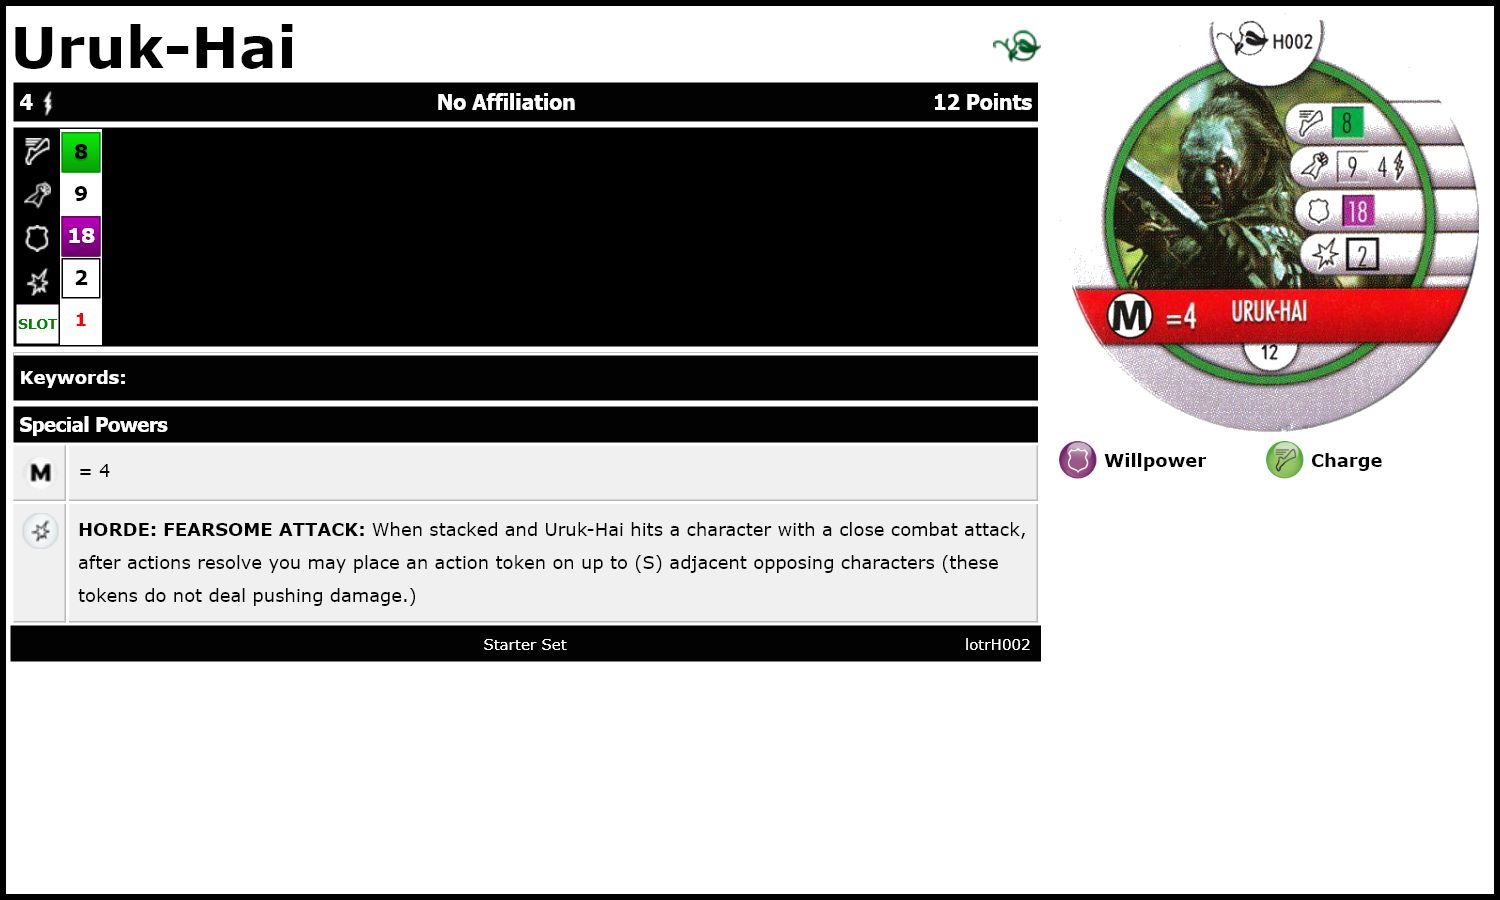 Uruk-Hai
4 No Affiliation 12 Points
8
9
18
2
SLOT 1
Keywords:
Special Powers
M = 4
HORDE: FEARSOME ATTACK: When stacked and Uruk-Hai hits a character with a close combat attack,
after actions resolve you may place an action token on up to (S) adjacent opposing characters (these
tokens do not deal pushing damage.)
Starter Set lotrH002
H002
8
9 4
18
2
M =4 URUK-HAI
12
Willpower Charge